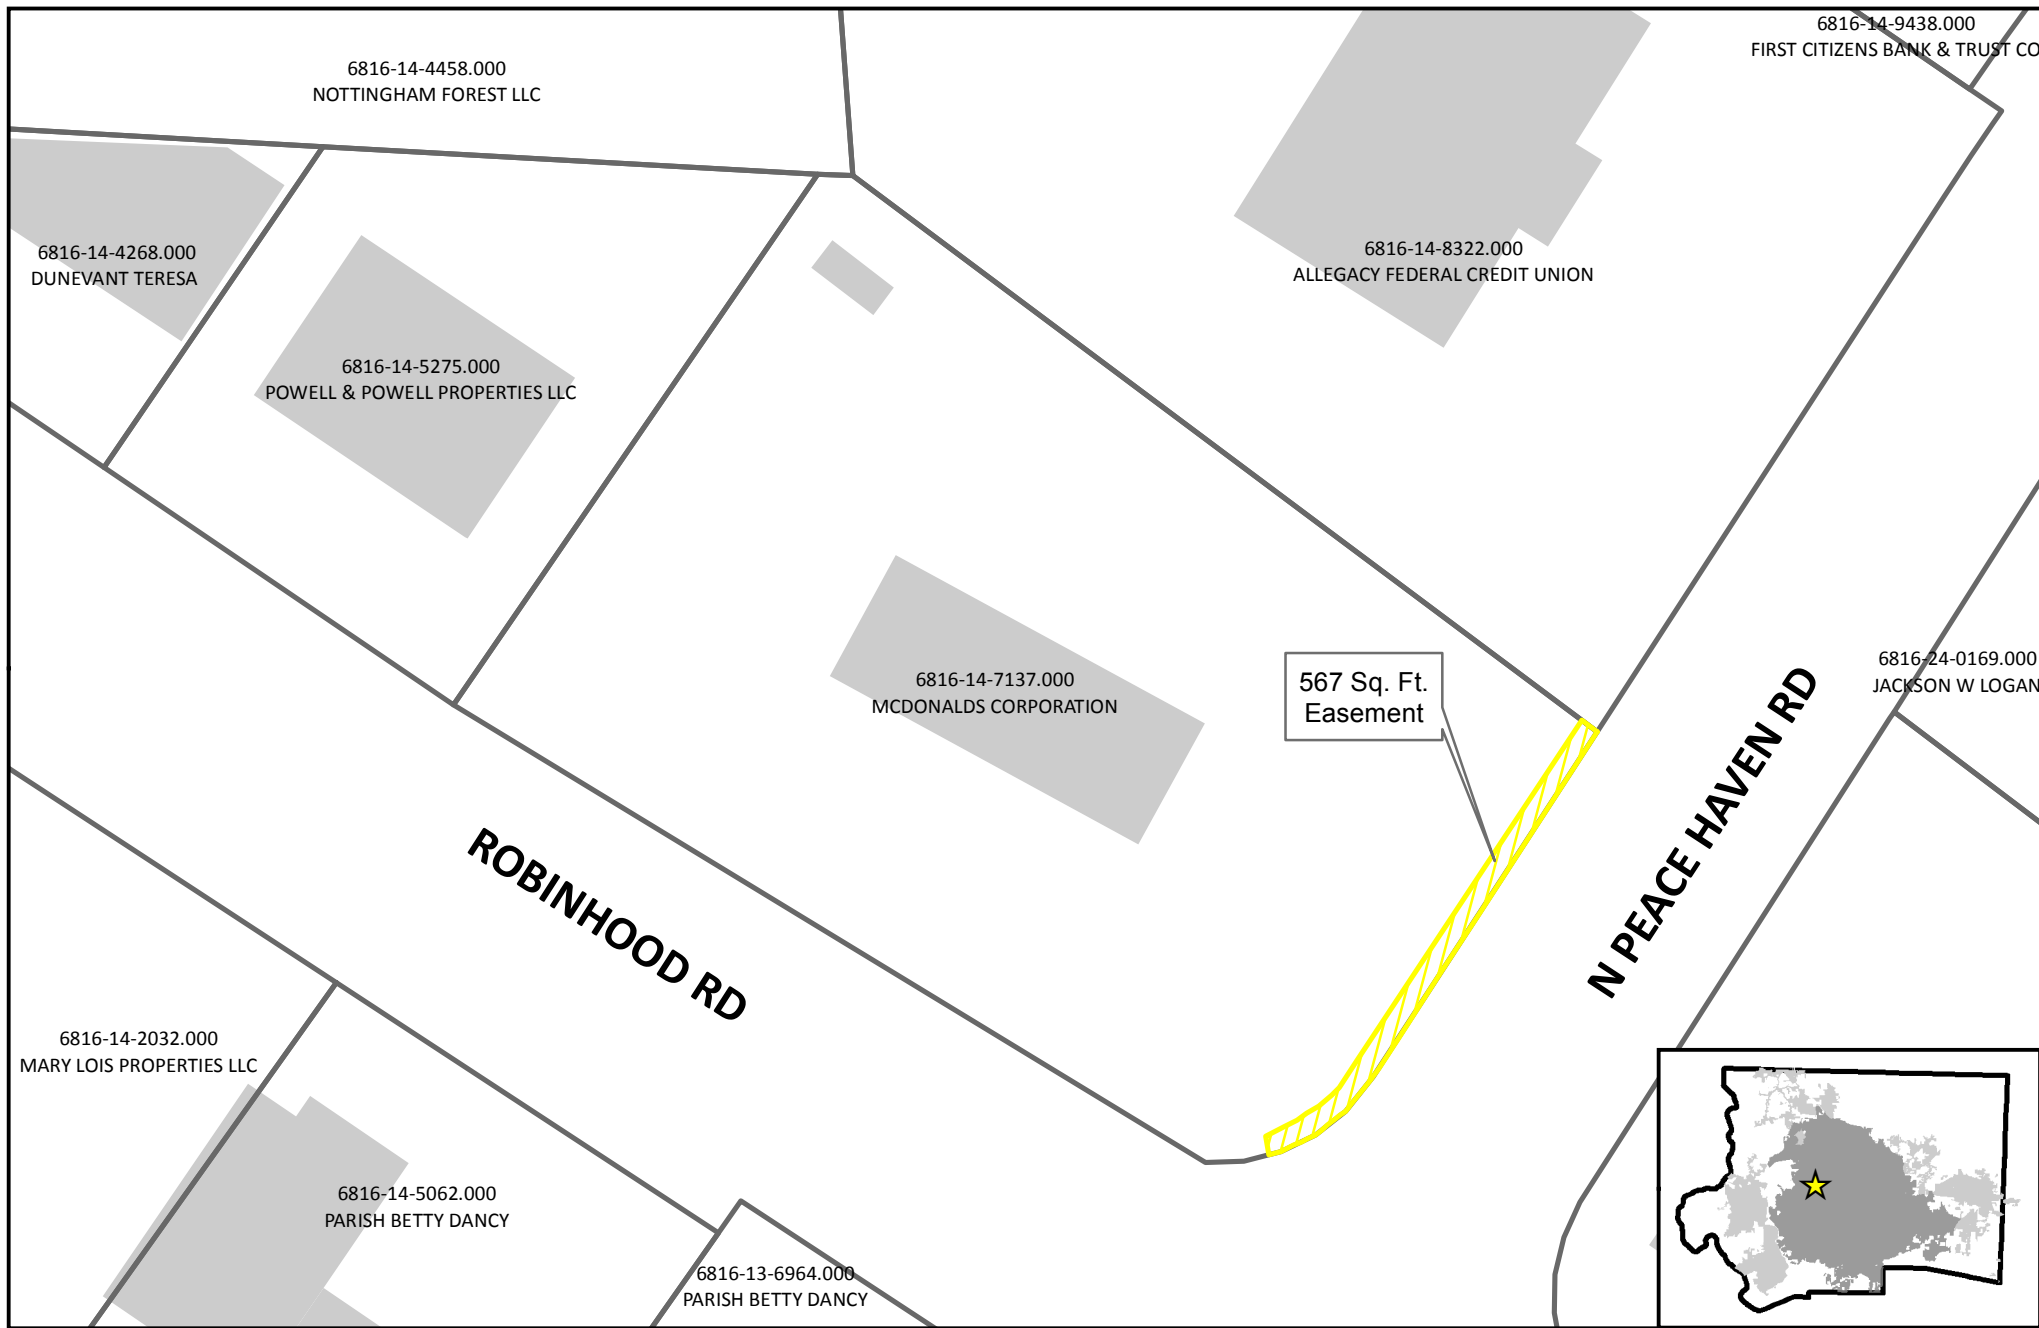 6816-14-9438.000
FIRST CITIZENS BANK & TRUST CO
6816-14-4458.000
NOTTINGHAM FOREST LLC
6816-14-4268.000
DUNEVANT TERESA
6816-14-8322.000
ALLEGACY FEDERAL CREDIT UNION
6816-14-5275.000
POWELL & POWELL PROPERTIES LLC
6816-14-7137.000
MCDONALDS CORPORATION
567 Sq. Ft.
Easement
6816-24-0169.000
JACKSON W LOGAN
N PEACE HAVEN RD
ROBINHOOD RD
6816-14-2032.000
MARY LOIS PROPERTIES LLC
6816-14-5062.000
PARISH BETTY DANCY
6816-13-6964.000
PARISH BETTY DANCY